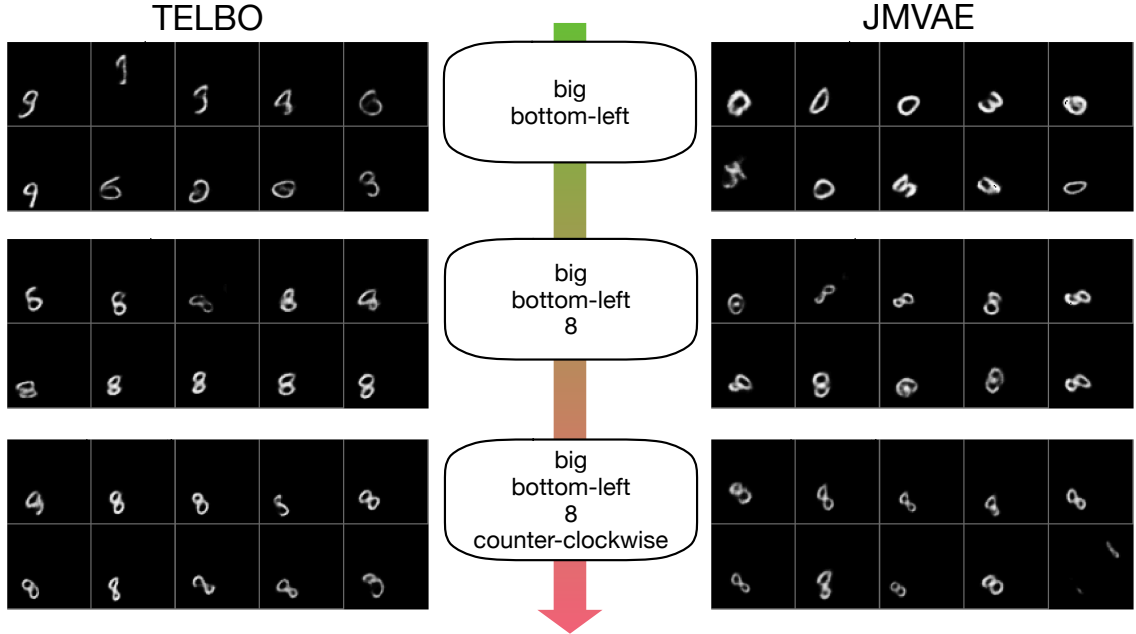 TELBO
JMVAE
big
bottom-left
big
bottom-left
8
big
bottom-left
8
counter-clockwise